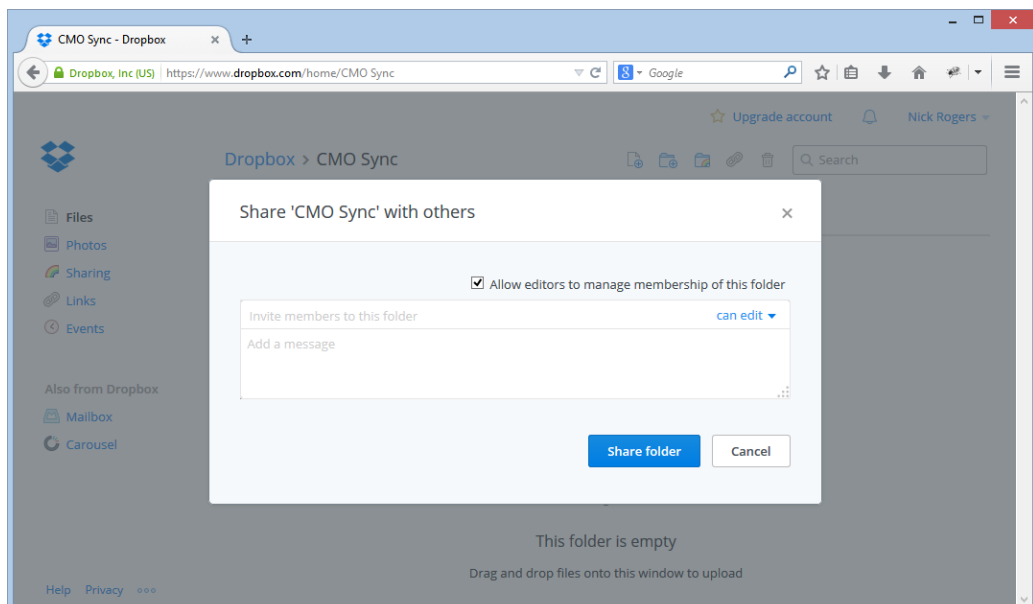 CMO Sync - Dropbox
Dropbox, Inc (US) https://www.dropbox.com/home/CMO Sync
8 Google
Upgrade account
Nick Rogers
Dropbox > CMO Sync
Search
Share 'CMO Sync' with others
Files
Photos
Sharing
Links
Events
Allow editors to manage membership of this folder
Invite members to this folder can edit
Add a message
Also from Dropbox
Mailbox
Carousel
Share folder Cancel
This folder is empty
Drag and drop files onto this window to upload
Help Privacy